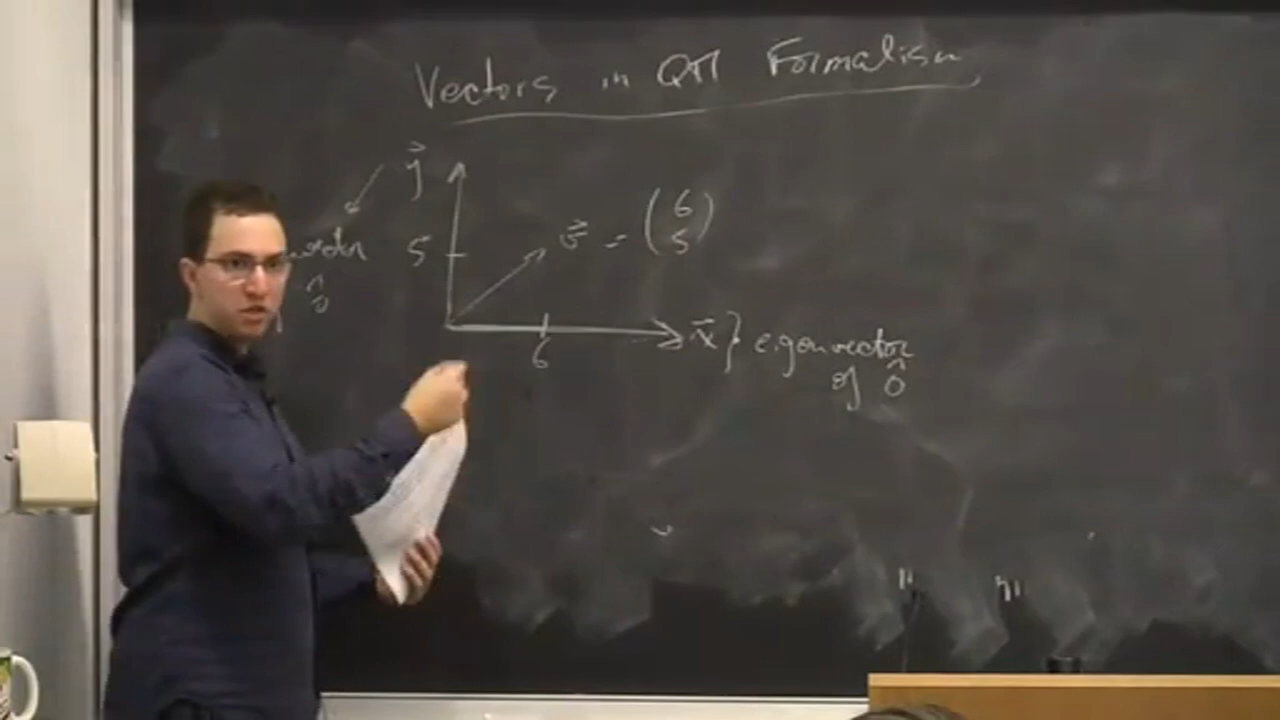 Vectors in QM Formalism
y⃗
5
v⃗ = (6
5)
x⃗ } eigenvector
of ô
6
ô